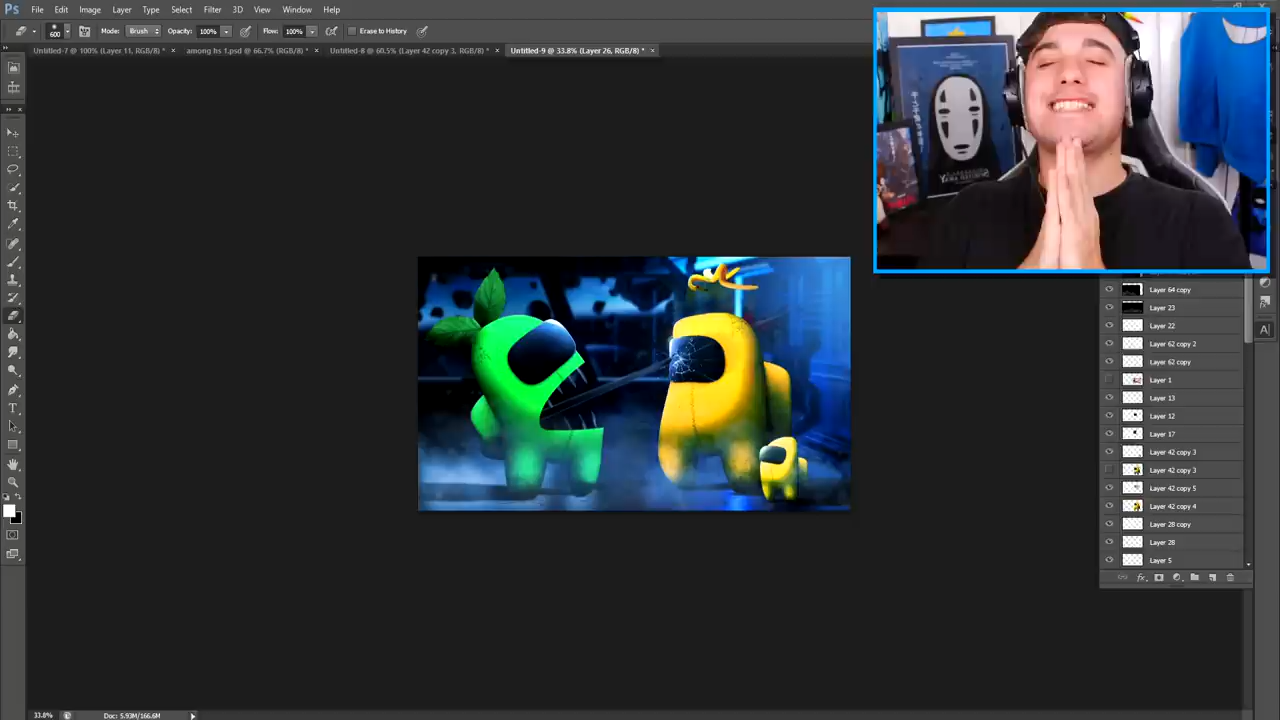 Ps File Edit Image Layer Type Select Filter 3D View Window Help
600 Mode: Brush Opacity: 100% Flow: 100% Erase to History
Untitled-7 @ 100% (Layer 11, RGB/8) * × among hs 1.psd @ 66.7% (RGB/8) * × Untitled-8 @ 60.5% (Layer 42 copy 3, RGB/8) * × Untitled-9 @ 33.8% (Layer 26, RGB/8) * ×
Layer 64 copy
Layer 23
Layer 22
Layer 62 copy 2
Layer 62 copy
Layer 1
Layer 13
Layer 12
Layer 17
Layer 42 copy 3
Layer 42 copy 3
Layer 42 copy 5
Layer 42 copy 4
Layer 28 copy
Layer 28
Layer 5
fx
33.8% Doc: 5.93M/166.6M